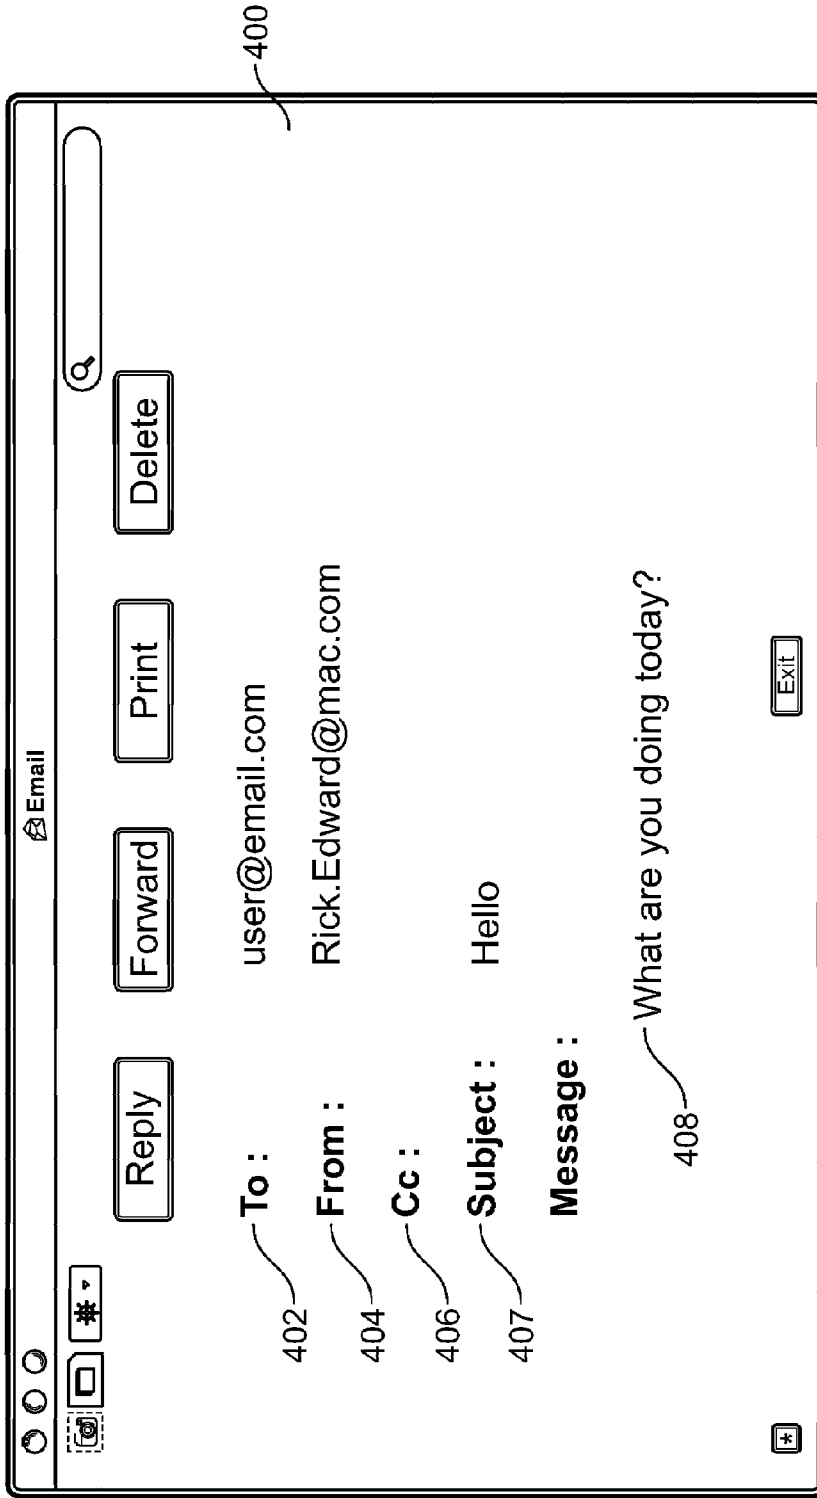 Email
Reply Forward Print Delete
400
402 To : user@email.com
404 From : Rick.Edward@mac.com
406 Cc :
407 Subject : Hello
Message :
408 What are you doing today?
* Exit